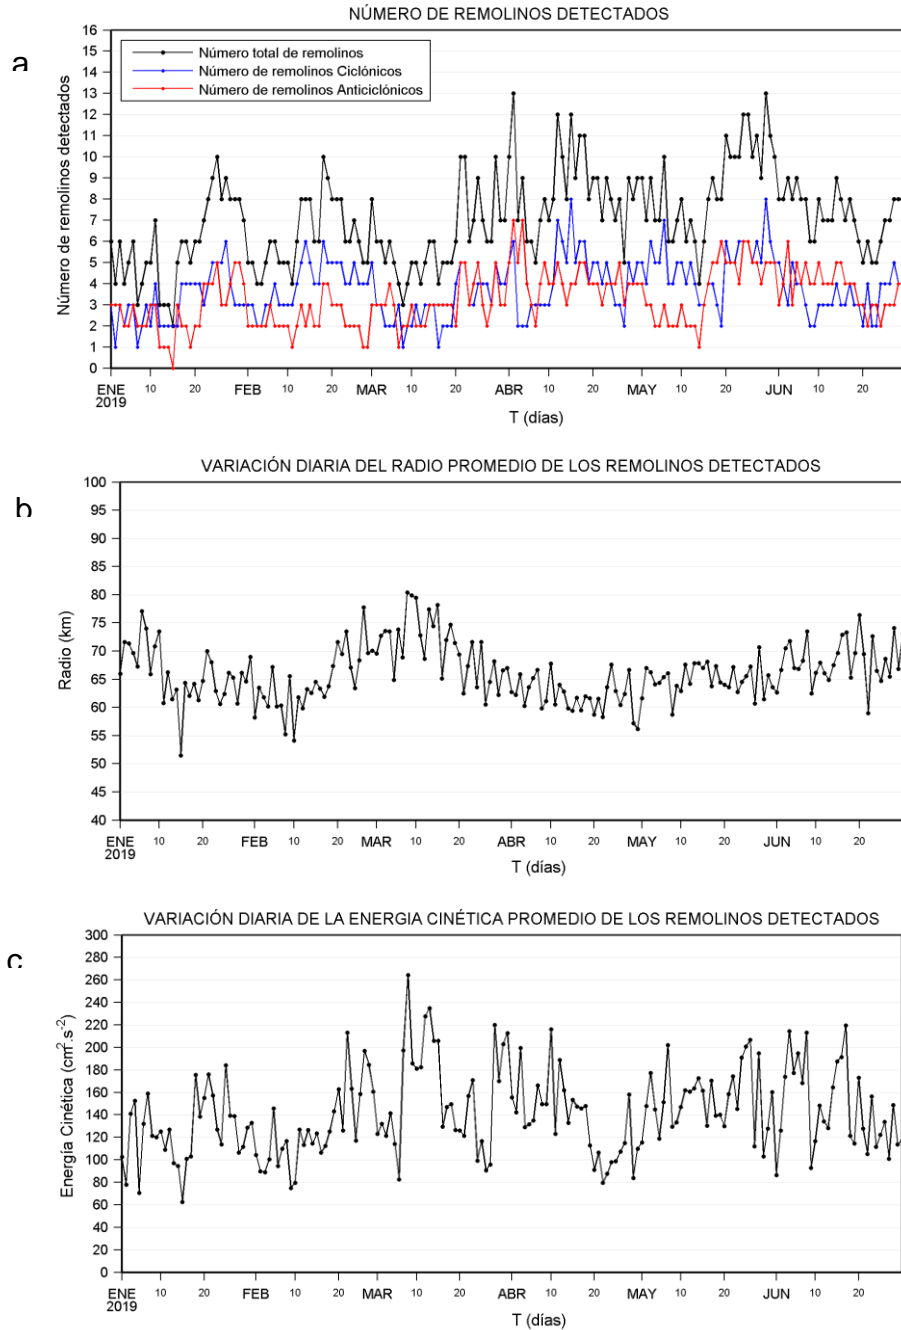 a
NÚMERO DE REMOLINOS DETECTADOS
Número de remolinos detectados
16
15
14
13
12
11
10
9
8
7
6
5
4
3
2
1
0
Número total de remolinos
Número de remolinos Ciclónicos
Número de remolinos Anticiclónicos
ENE 10 20 FEB 10 20 MAR 10 20 ABR 10 20 MAY 10 20 JUN 10 20
2019
T (días)
b
VARIACIÓN DIARIA DEL RADIO PROMEDIO DE LOS REMOLINOS DETECTADOS
Radio (km)
100
95
90
85
80
75
70
65
60
55
50
45
40
ENE 10 20 FEB 10 20 MAR 10 20 ABR 10 20 MAY 10 20 JUN 10 20
2019
T (días)
c
VARIACIÓN DIARIA DE LA ENERGIA CINÉTICA PROMEDIO DE LOS REMOLINOS DETECTADOS
Energía Cinética (cm².s⁻²)
300
280
260
240
220
200
180
160
140
120
100
80
60
40
20
0
ENE 10 20 FEB 10 20 MAR 10 20 ABR 10 20 MAY 10 20 JUN 10 20
2019
T (días)